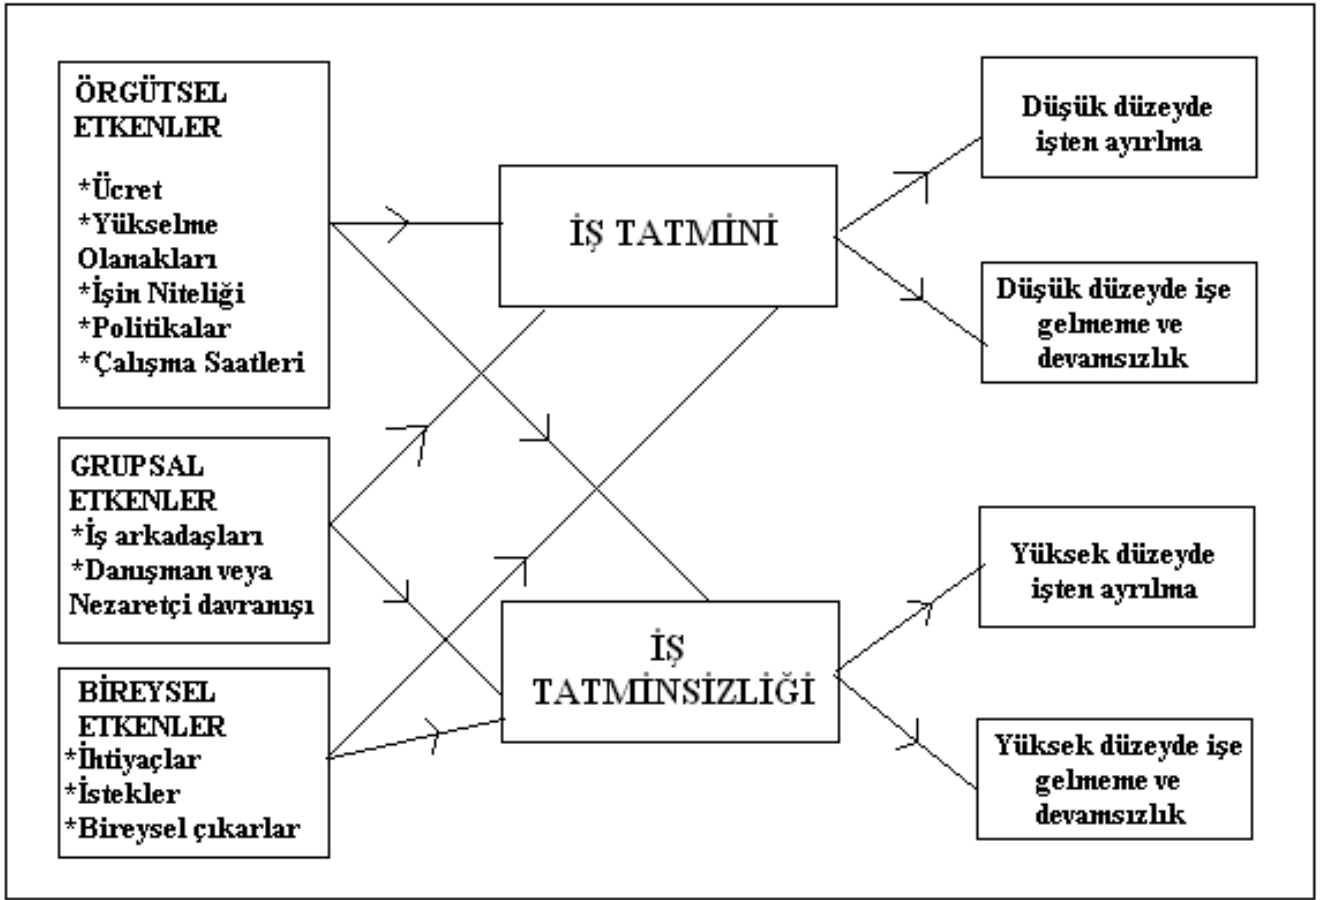 ÖRGÜTSEL
ETKENLER
*Ücret
*Yükselme
Olanakları
*İşin Niteliği
*Politikalar
*Çalışma Saatleri
GRUPSAL
ETKENLER
*İş arkadaşları
*Danışman veya
Nezaretçi davranışı
BİREYSEL
ETKENLER
*İhtiyaçlar
*İstekler
*Bireysel çıkarlar
İŞ TATMİNİ
İŞ
TATMİNSİZLİĞİ
Düşük düzeyde
işten ayırlma
Düşük düzeyde işe
gelmeme ve
devamsızlık
Yüksek düzeyde
işten ayrılma
Yüksek düzeyde işe
gelmeme ve
devamsızlık